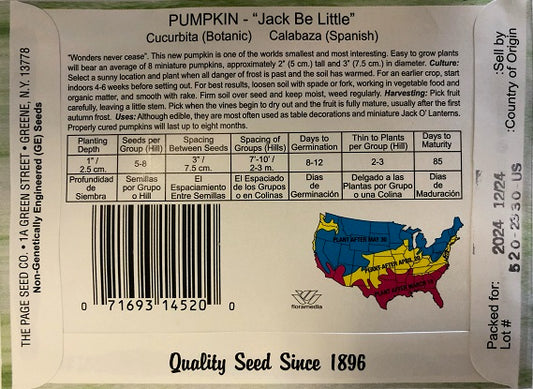 PUMPKIN - "Jack Be Little"
Cucurbita (Botanic) Calabaza (Spanish)
"Wonders never cease". This new pumpkin is one of the worlds smallest and most interesting. Easy to grow plants
will bear an average of 8 miniature pumpkins, approximately 2" (5 cm.) tall and 3" (7.5 cm.) in diameter. Culture:
Select a sunny location and plant when all danger of frost is past and the soil has warmed. For an earlier crop, start
indoors 4-6 weeks before setting out. For best results, loosen soil with spade or fork, working in vegetable food and
organic matter, and smooth with rake. Firm soil over seed and keep moist, weed regularly. Harvesting: Pick fruit
carefully, leaving a little stem. Pick when the vines begin to dry out and the fruit is fully mature, usually after the first
autumn frost. Uses: Although edible, they are most often used as table decorations and miniature Jack O' Lanterns.
Properly cured pumpkins will last up to eight months.
Planting Depth Seeds per Group (Hill) Spacing Between Seeds Spacing of Groups (Hills) Days to Germination Thin to Plants per Group (Hill) Days to Maturity
1"/ 2.5 cm. 5-8 3"/ 7.5 cm. 7'-10'/ 2-3 m. 8-12 2-3 85
Profundidad de Siembra Semillas por Grupo o Hill El Espaciamiento Entre Semillas El Espaciado de los Grupos o en Colinas Dias de Germinación Delgado a las Plantas por Grupo o una Colina Dias de Maduración
0 71693 14520 0
floramedia
PLANT AFTER MAY 30
PLANT AFTER APRIL 30
PLANT AFTER MARCH 15
Quality Seed Since 1896
THE PAGE SEED CO. • 1A GREEN STREET • GREENE, N.Y. 13778
Non-Genetically Engineered (GE) Seeds
:Sell by
:Country of Origin
Packed for: 2024 12/24
Lot # 520-2330-US